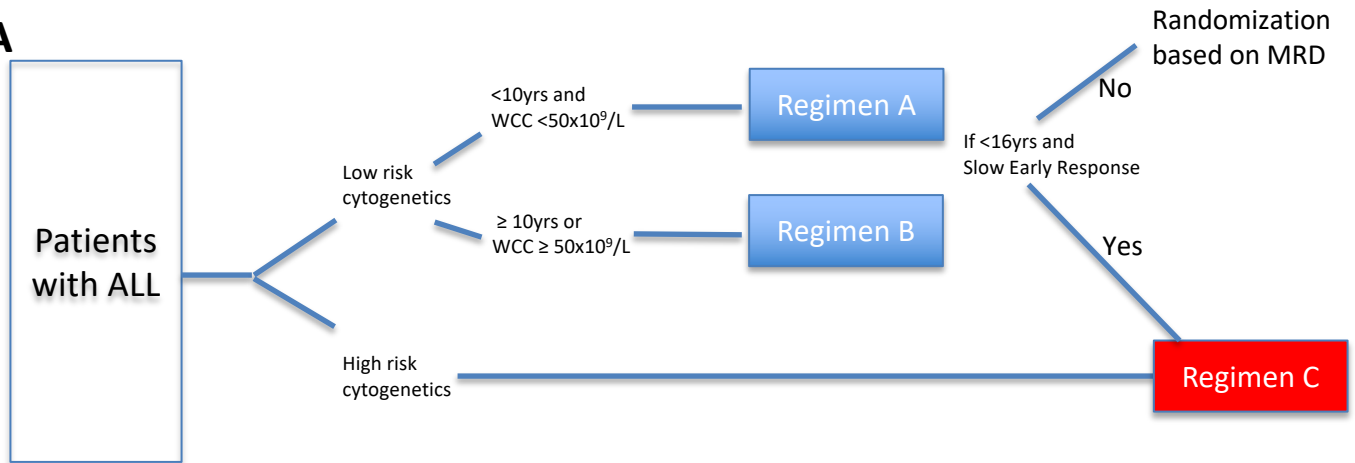 A
Patients
with ALL
Low risk
cytogenetics
High risk
cytogenetics
<10yrs and
WCC <50x10⁹/L
≥ 10yrs or
WCC ≥ 50x10⁹/L
Regimen A
Regimen B
If <16yrs and
Slow Early Response
No
Yes
Randomization
based on MRD
Regimen C